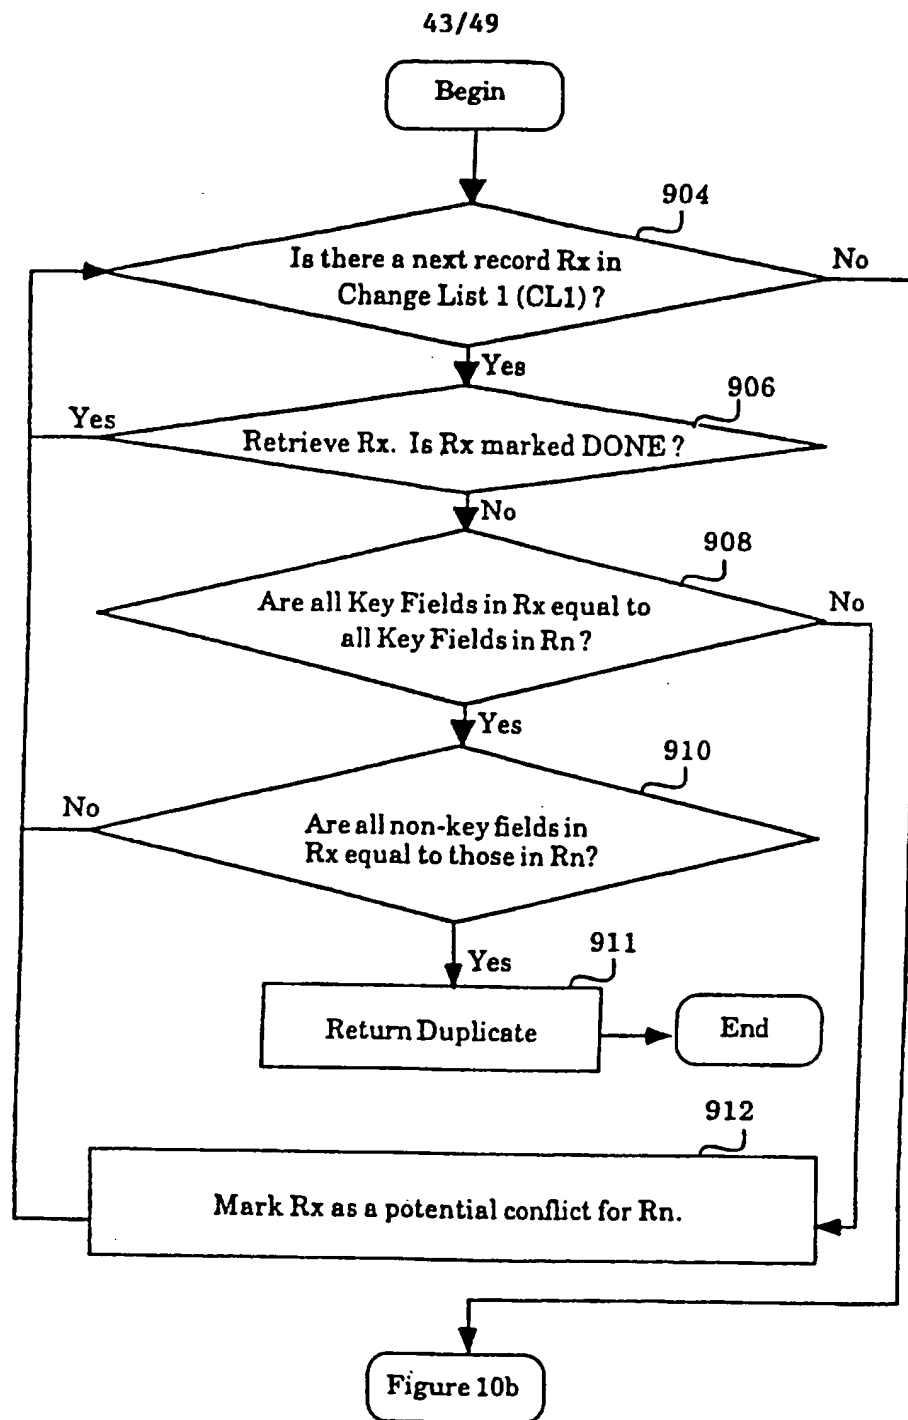 43/49
Begin
904
Is there a next record Rx in
Change List 1 (CL1) ?
No
Yes
906
Yes
Retrieve Rx. Is Rx marked DONE ?
No
908
Are all Key Fields in Rx equal to
all Key Fields in Rn ?
No
Yes
910
No
Are all non-key fields in
Rx equal to those in Rn?
Yes
911
Return Duplicate
End
912
Mark Rx as a potential conflict for Rn.
Figure 10b